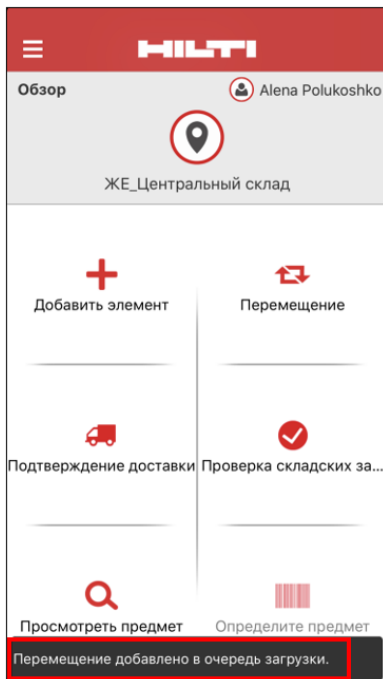 HILTI
Обзор
Alena Polukoshko
ЖЕ_Центральный склад
Добавить элемент
Перемещение
Подтверждение доставки
Проверка складских за...
Просмотреть предмет
Определите предмет
Перемещение добавлено в очередь загрузки.